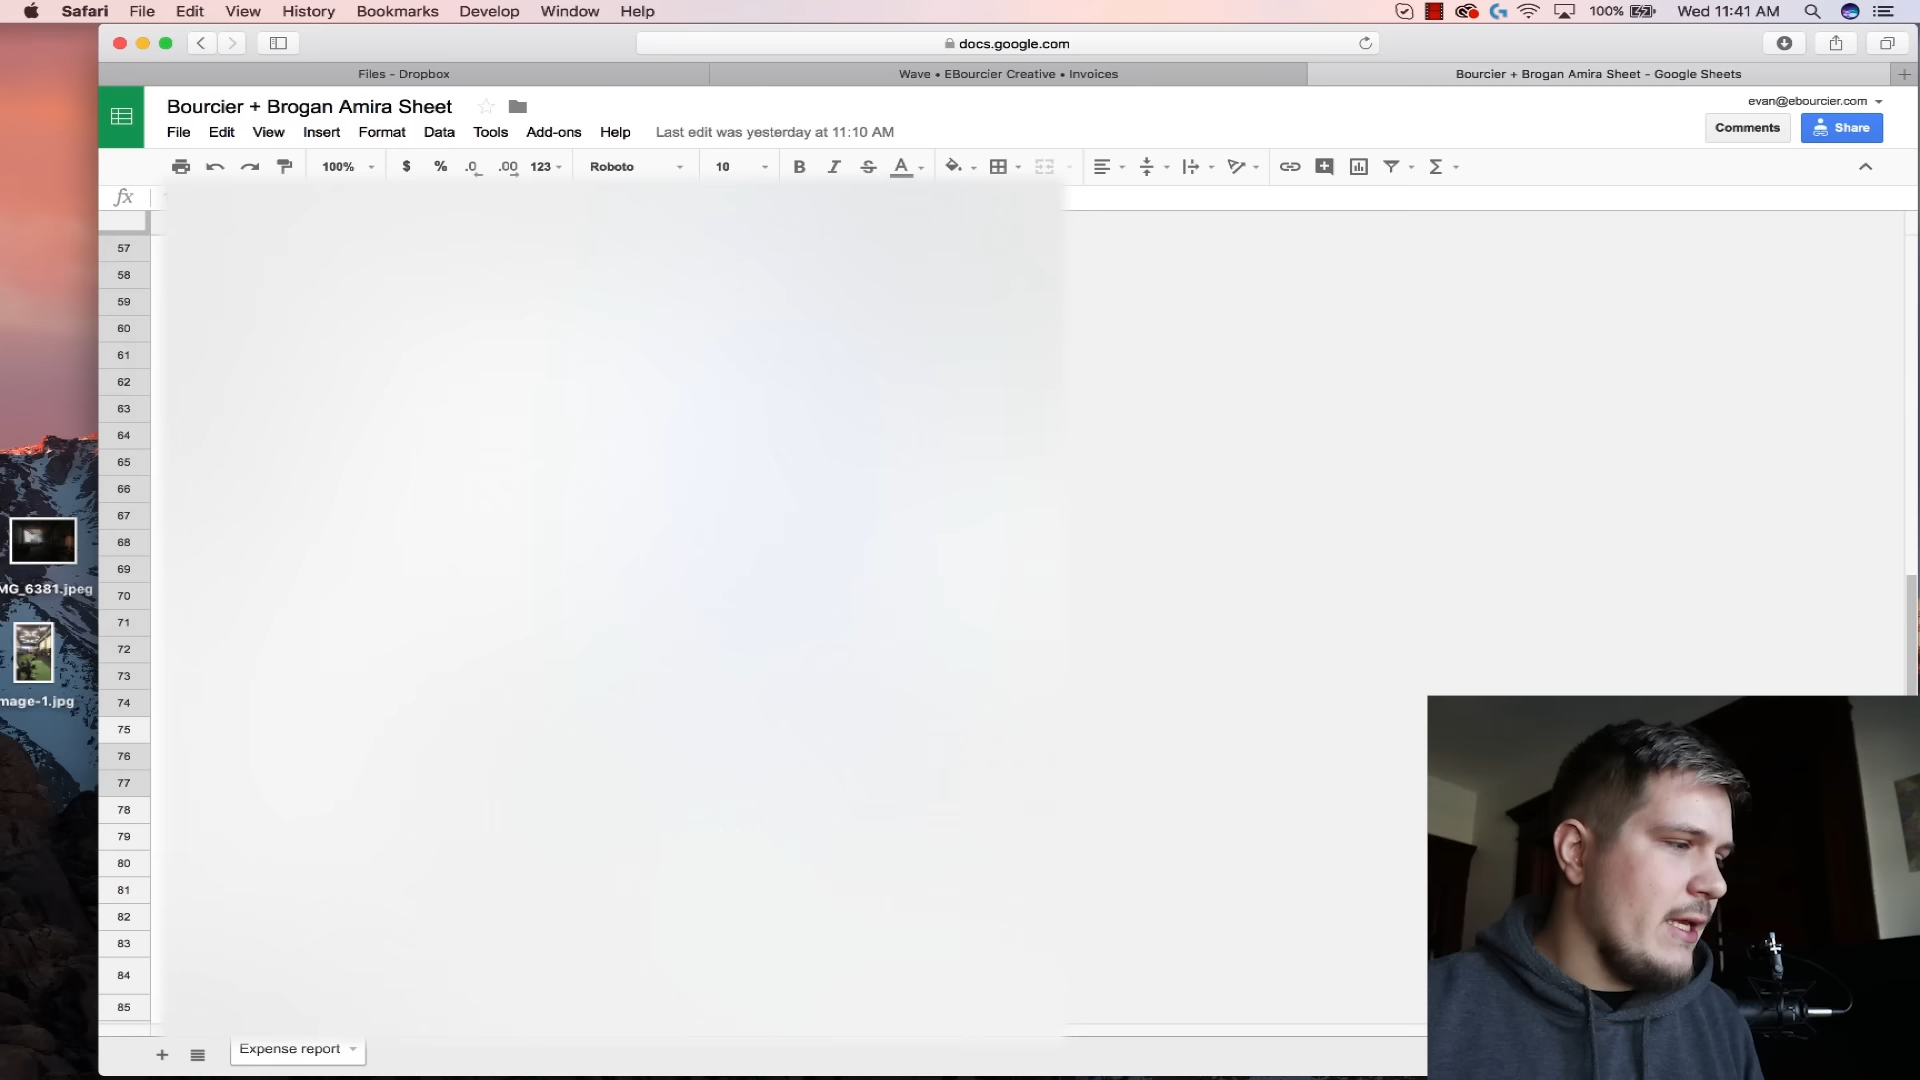 Safari File Edit View History Bookmarks Develop Window Help 100% Wed 11:41 AM
docs.google.com
Files - Dropbox Wave • EBourcier Creative • Invoices Bourcier + Brogan Amira Sheet - Google Sheets
Bourcier + Brogan Amira Sheet evan@ebourcier.com
File Edit View Insert Format Data Tools Add-ons Help Last edit was yesterday at 11:10 AM Comments Share
100% $ % .0 .00 123 Roboto 10 B I S A Σ
fx
57
58
59
60
61
62
63
64
65
66
67
68
69
70
71
72
73
74
75
76
77
78
79
80
81
82
83
84
85
MG_6381.jpeg
mage-1.jpg
+ Expense report